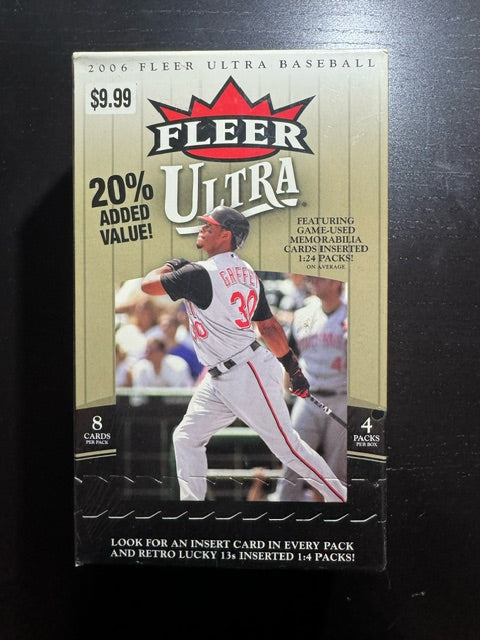 2006 FLEER ULTRA BASEBALL
$9.99
FLEER
ULTRA
20%
ADDED
VALUE!
FEATURING
GAME-USED
MEMORABILIA
CARDS INSERTED
1:24 PACKS!
ON AVERAGE
GRIFFEY
30
30
8
CARDS
PER PACK
4
PACKS
PER BOX
LOOK FOR AN INSERT CARD IN EVERY PACK
AND RETRO LUCKY 13s INSERTED 1:4 PACKS!